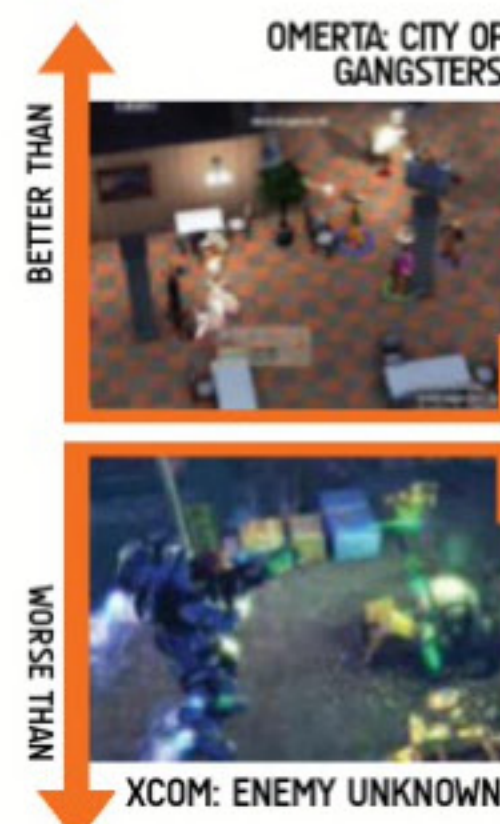 OMERTA: CITY OF
GANGSTERS
BETTER THAN
WORSE THAN
XCOM: ENEMY UNKNOWN